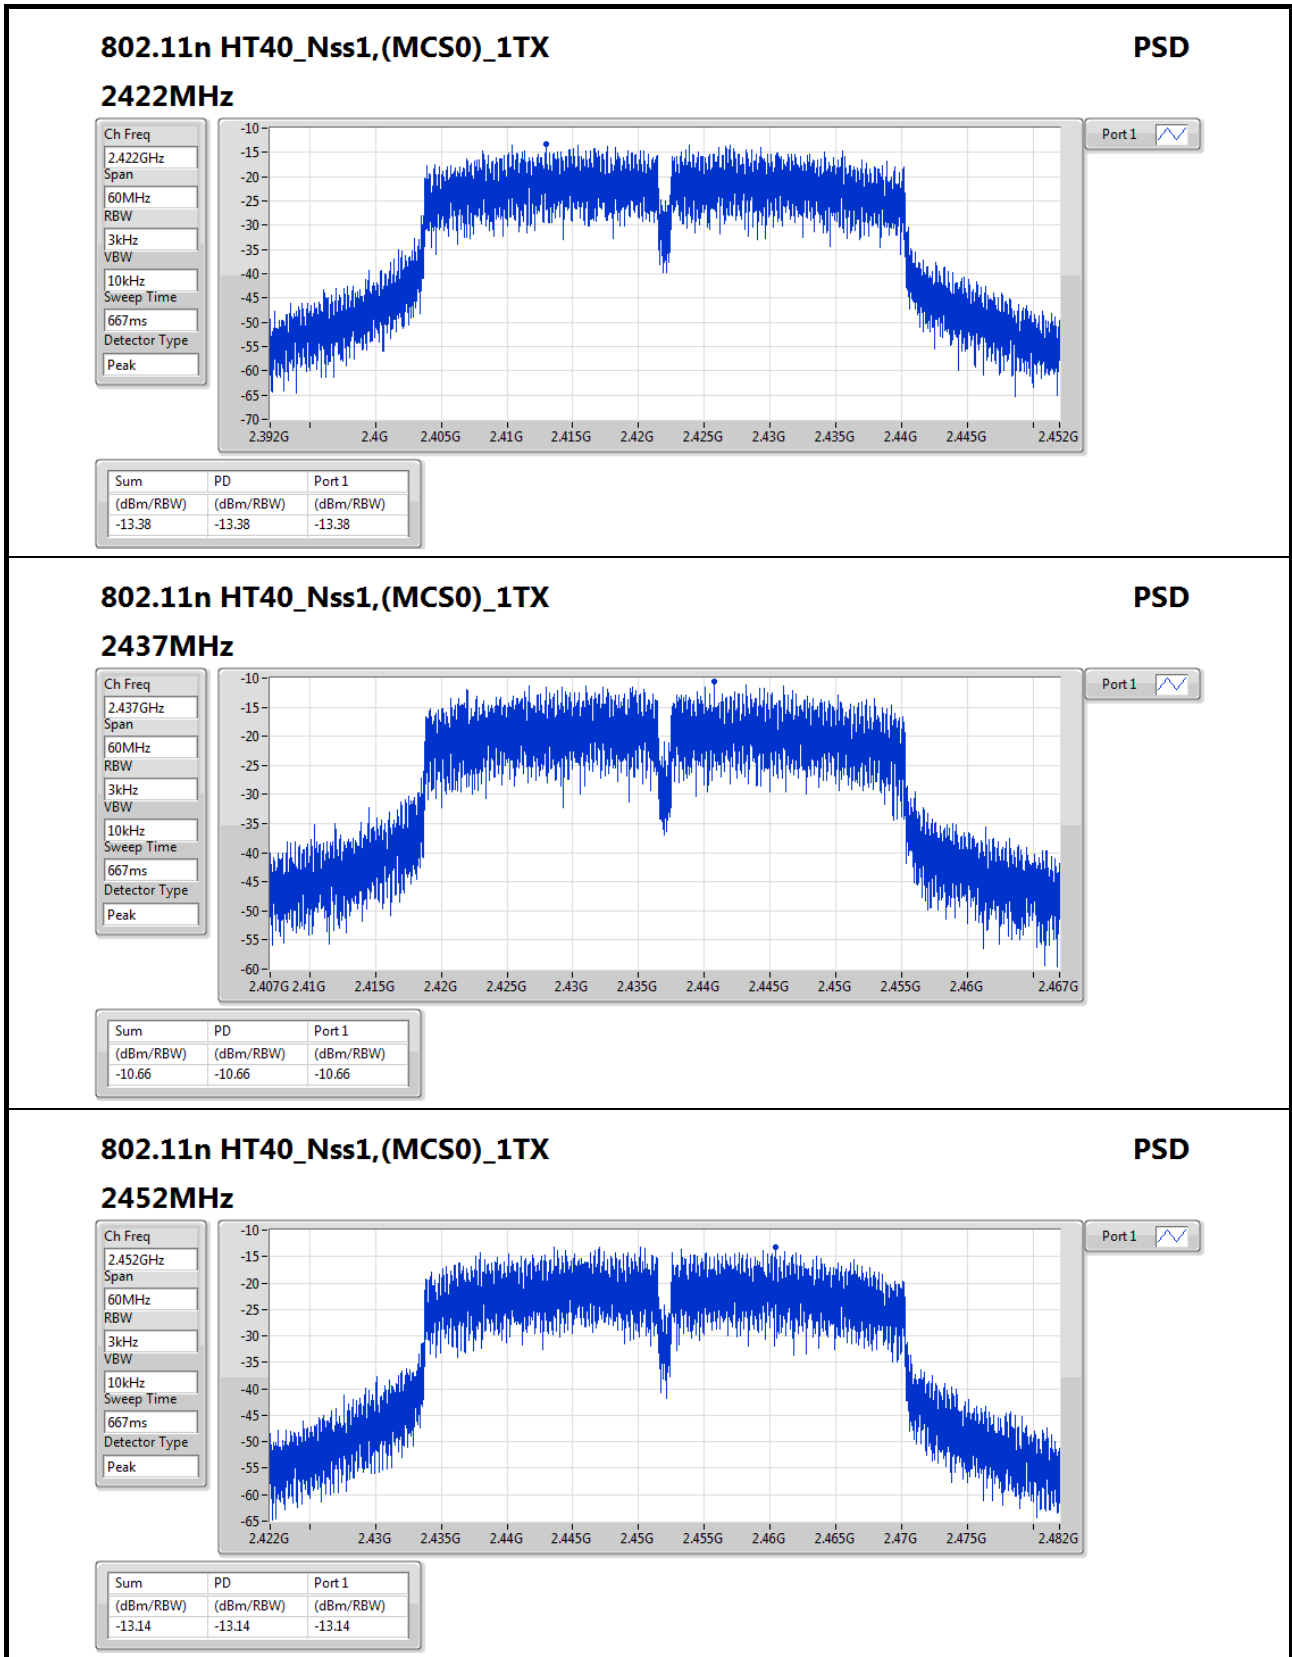 802.11n HT40_Nss1,(MCS0)_1TX PSD
2422MHz
Ch Freq
2.422GHz
Span
60MHz
RBW
3kHz
VBW
10kHz
Sweep Time
667ms
Detector Type
Peak
-10
-15
-20
-25
-30
-35
-40
-45
-50
-55
-60
-65
-70
2.392G 2.4G 2.405G 2.41G 2.415G 2.42G 2.425G 2.43G 2.435G 2.44G 2.445G 2.452G
Port 1
Sum PD Port 1
(dBm/RBW) (dBm/RBW) (dBm/RBW)
-13.38 -13.38 -13.38
802.11n HT40_Nss1,(MCS0)_1TX PSD
2437MHz
Ch Freq
2.437GHz
Span
60MHz
RBW
3kHz
VBW
10kHz
Sweep Time
667ms
Detector Type
Peak
-10
-15
-20
-25
-30
-35
-40
-45
-50
-55
-60
2.407G 2.41G 2.415G 2.42G 2.425G 2.43G 2.435G 2.44G 2.445G 2.45G 2.455G 2.46G 2.467G
Port 1
Sum PD Port 1
(dBm/RBW) (dBm/RBW) (dBm/RBW)
-10.66 -10.66 -10.66
802.11n HT40_Nss1,(MCS0)_1TX PSD
2452MHz
Ch Freq
2.452GHz
Span
60MHz
RBW
3kHz
VBW
10kHz
Sweep Time
667ms
Detector Type
Peak
-10
-15
-20
-25
-30
-35
-40
-45
-50
-55
-60
-65
2.422G 2.43G 2.435G 2.44G 2.445G 2.45G 2.455G 2.46G 2.465G 2.47G 2.475G 2.482G
Port 1
Sum PD Port 1
(dBm/RBW) (dBm/RBW) (dBm/RBW)
-13.14 -13.14 -13.14